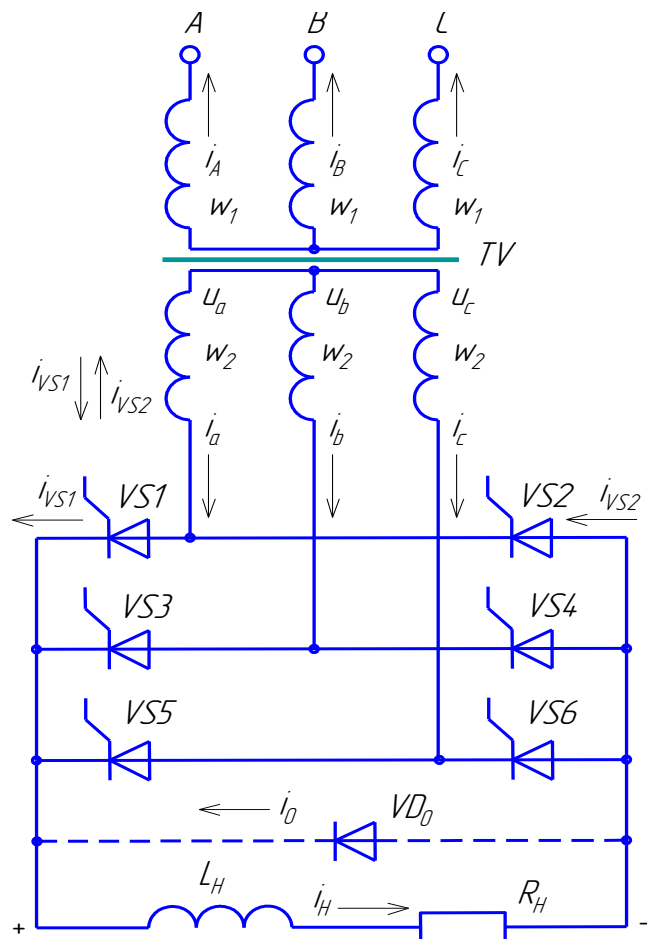 A B C
i_A i_B i_C
w_1 w_1 w_1
TV
u_a u_b u_c
w_2 w_2 w_2
i_VS1 i_VS2
i_a i_b i_c
i_VS1 VS1 VS2 i_VS2
VS3 VS4
VS5 VS6
i_0 VD_0
L_H i_H R_H
+ -